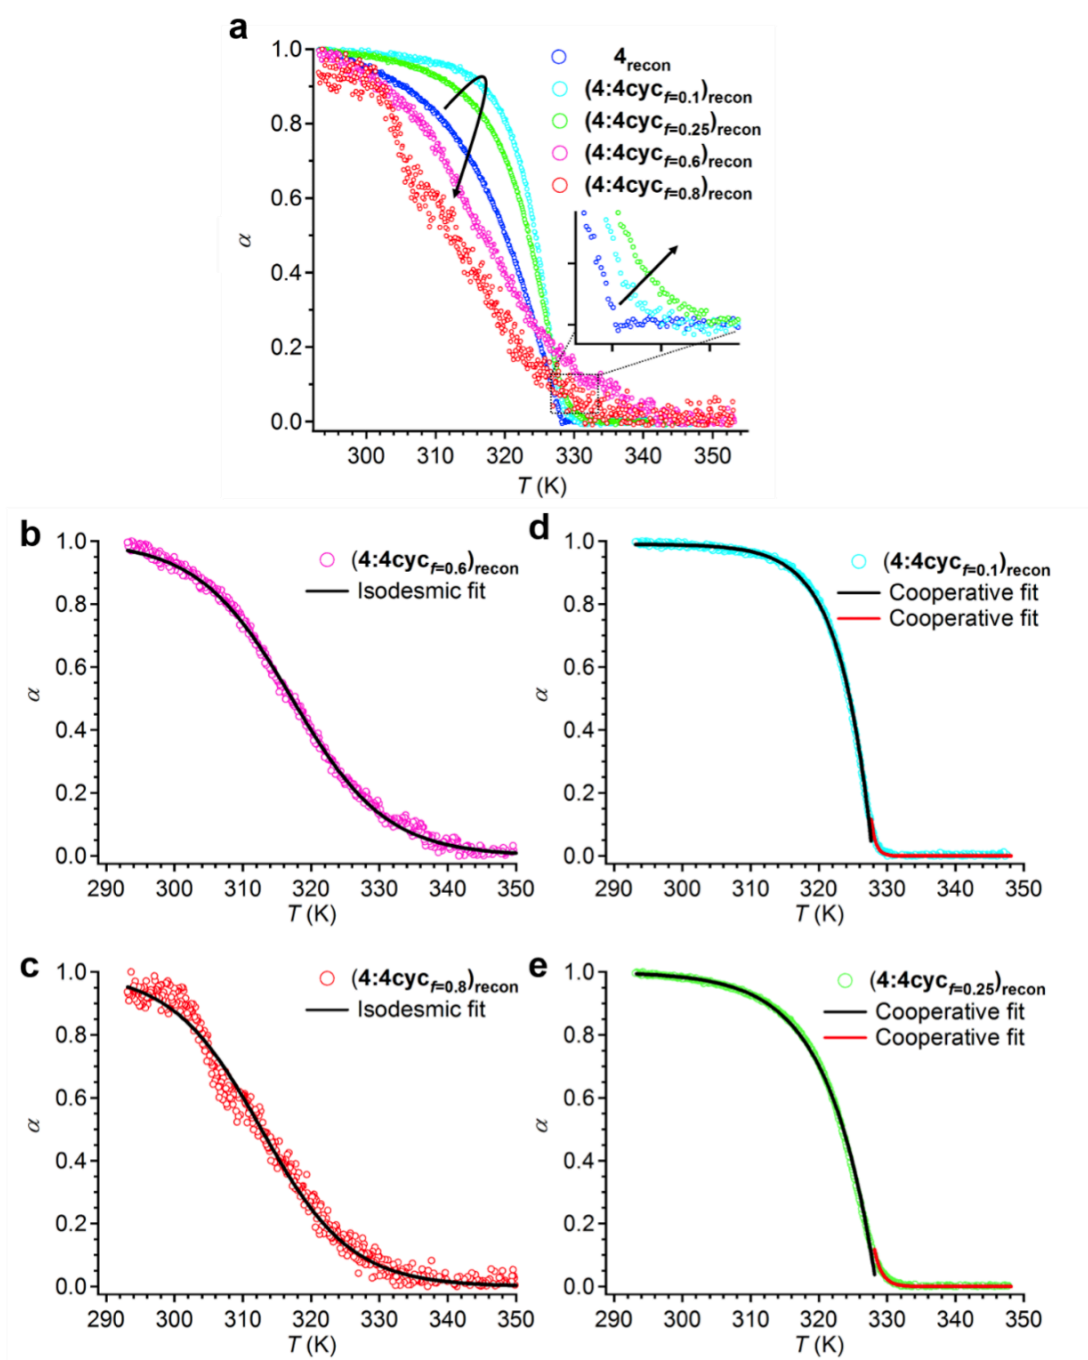 a
1.0
0.8
0.6
0.4
0.2
0.0
α
300 310 320 330 340 350
T (K)
4recon
(4:4cycf=0.1)recon
(4:4cycf=0.25)recon
(4:4cycf=0.6)recon
(4:4cycf=0.8)recon
b
1.0
0.8
0.6
0.4
0.2
0.0
α
290 300 310 320 330 340 350
T (K)
(4:4cycf=0.6)recon
Isodesmic fit
d
1.0
0.8
0.6
0.4
0.2
0.0
α
290 300 310 320 330 340 350
T (K)
(4:4cycf=0.1)recon
Cooperative fit
Cooperative fit
c
1.0
0.8
0.6
0.4
0.2
0.0
α
290 300 310 320 330 340 350
T (K)
(4:4cycf=0.8)recon
Isodesmic fit
e
1.0
0.8
0.6
0.4
0.2
0.0
α
290 300 310 320 330 340 350
T (K)
(4:4cycf=0.25)recon
Cooperative fit
Cooperative fit